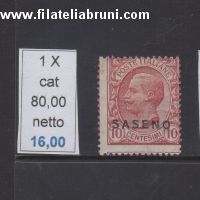 www.filateliabruni.com
1 X
cat
80,00
netto
16,00
POSTE ITALIANE
SASENO
10 CENTESIMI 10